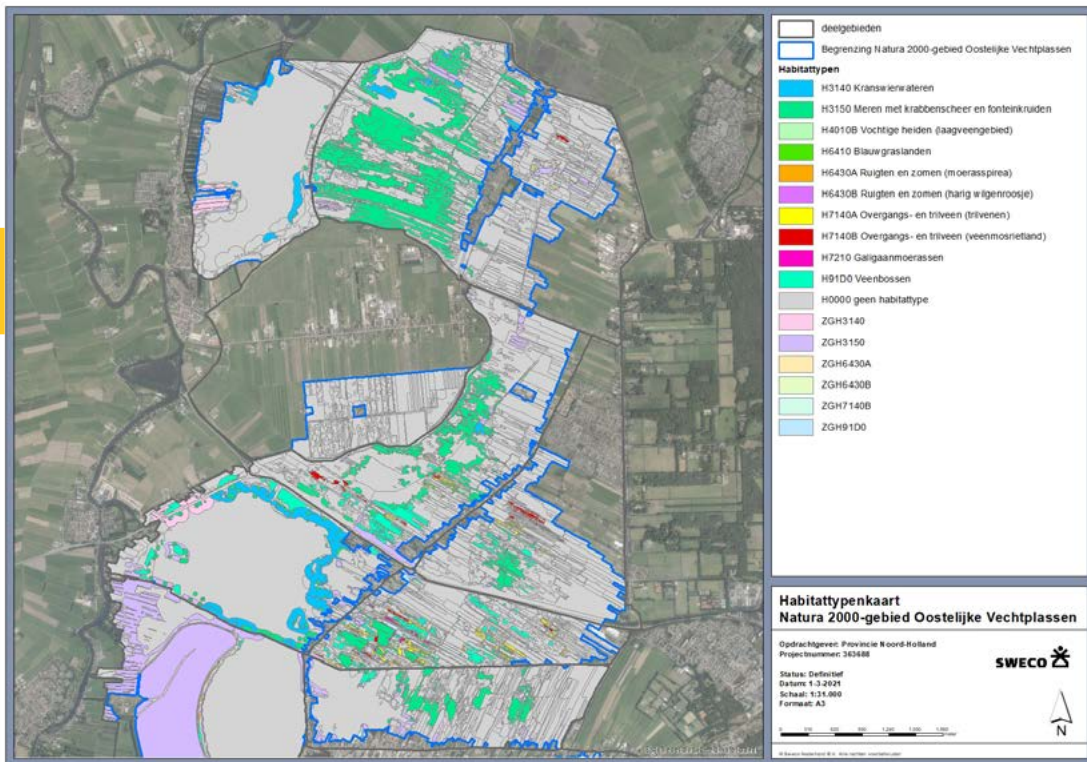 deelgebieden
Begrenzing Natura 2000-gebied Oostelijke Vechtplassen
Habitattypen
H3140 Kranswierwateren
H3150 Meren met krabbenscheer en fonteinkruiden
H4010B Vochtige heiden (laagveengebied)
H6410 Blauwgraslanden
H6430A Ruigten en zomen (moerasspirea)
H6430B Ruigten en zomen (harig wilgenroosje)
H7140A Overgangs- en trilveen (trilvenen)
H7140B Overgangs- en trilveen (veenmosrietland)
H7210 Galigaanmoerassen
H91D0 Veenbossen
H0000 geen habitattype
ZGH3140
ZGH3150
ZGH6430A
ZGH6430B
ZGH7140B
ZGH91D0
Habitattypenkaart
Natura 2000-gebied Oostelijke Vechtplassen
Opdrachtgever: Provincie Noord-Holland
Projectnummer: 363688
SWECO
Status: Definitief
Datum: 1-3-2021
Schaal: 1:31.000
Formaat: A3
N